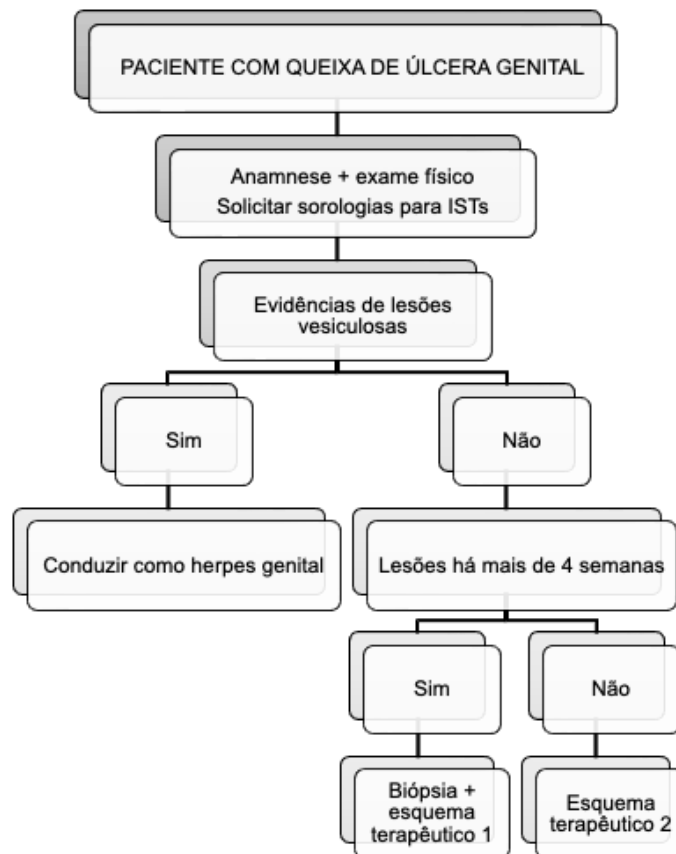 PACIENTE COM QUEIXA DE ÚLCERA GENITAL
Anamnese + exame físico
Solicitar sorologias para ISTs
Evidências de lesões
vesiculosas
Sim
Não
Conduzir como herpes genital
Lesões há mais de 4 semanas
Sim
Não
Biópsia +
esquema
terapêutico 1
Esquema
terapêutico 2